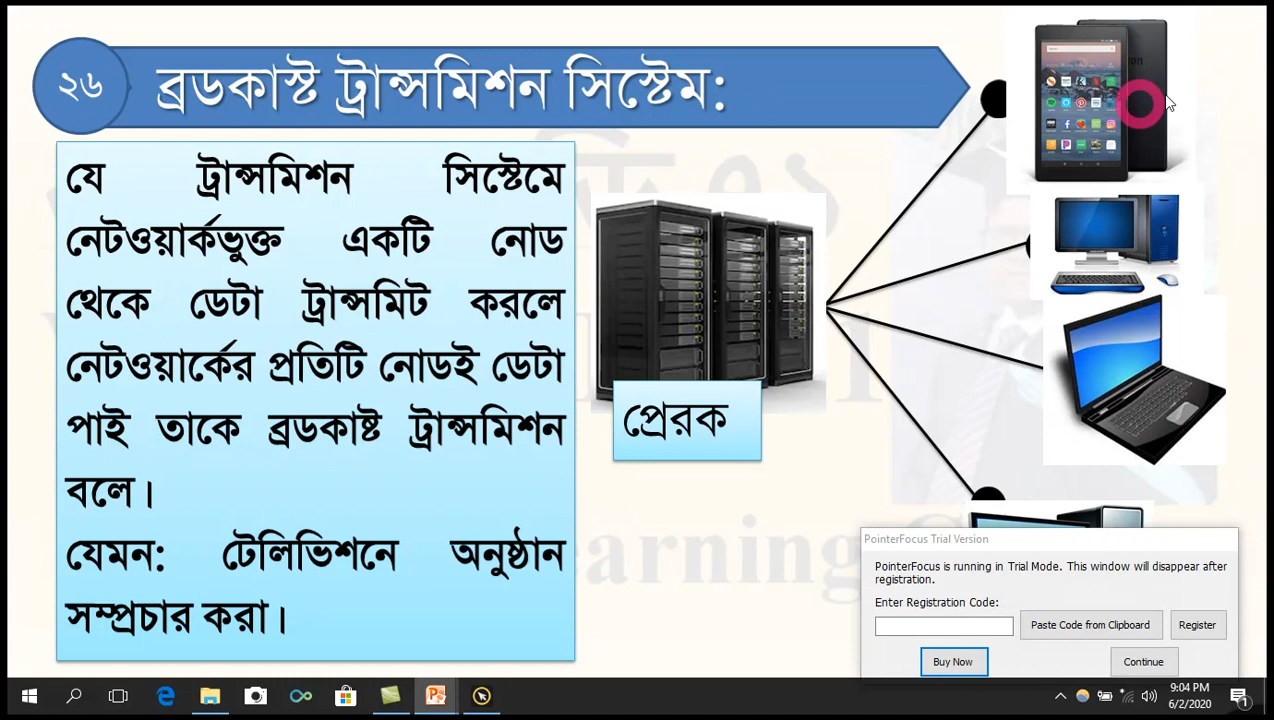 ২৬
ব্রডকাস্ট ট্রান্সমিশন সিস্টেম:
যে ট্রান্সমিশন সিস্টেমে
নেটওয়ার্কভুক্ত একটি নোড
থেকে ডেটা ট্রান্সমিট করলে
নেটওয়ার্কের প্রতিটি নোডই ডেটা
পাই তাকে ব্রডকাষ্ট ট্রান্সমিশন
বলে।
যেমন: টেলিভিশনে অনুষ্ঠান
সম্প্রচার করা।
প্রেরক
PointerFocus Trial Version
PointerFocus is running in Trial Mode. This window will disappear after
registration.
Enter Registration Code:
Paste Code from Clipboard
Register
Buy Now
Continue
9:04 PM
6/2/2020
1